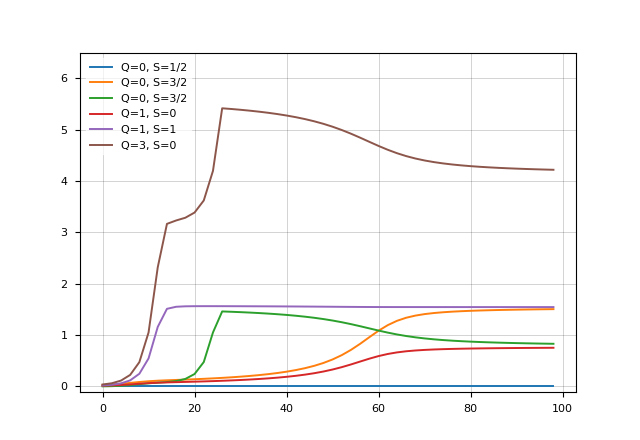 Q=0, S=1/2
Q=0, S=3/2
Q=0, S=3/2
Q=1, S=0
Q=1, S=1
Q=3, S=0
6
5
4
3
2
1
0
0 20 40 60 80 100